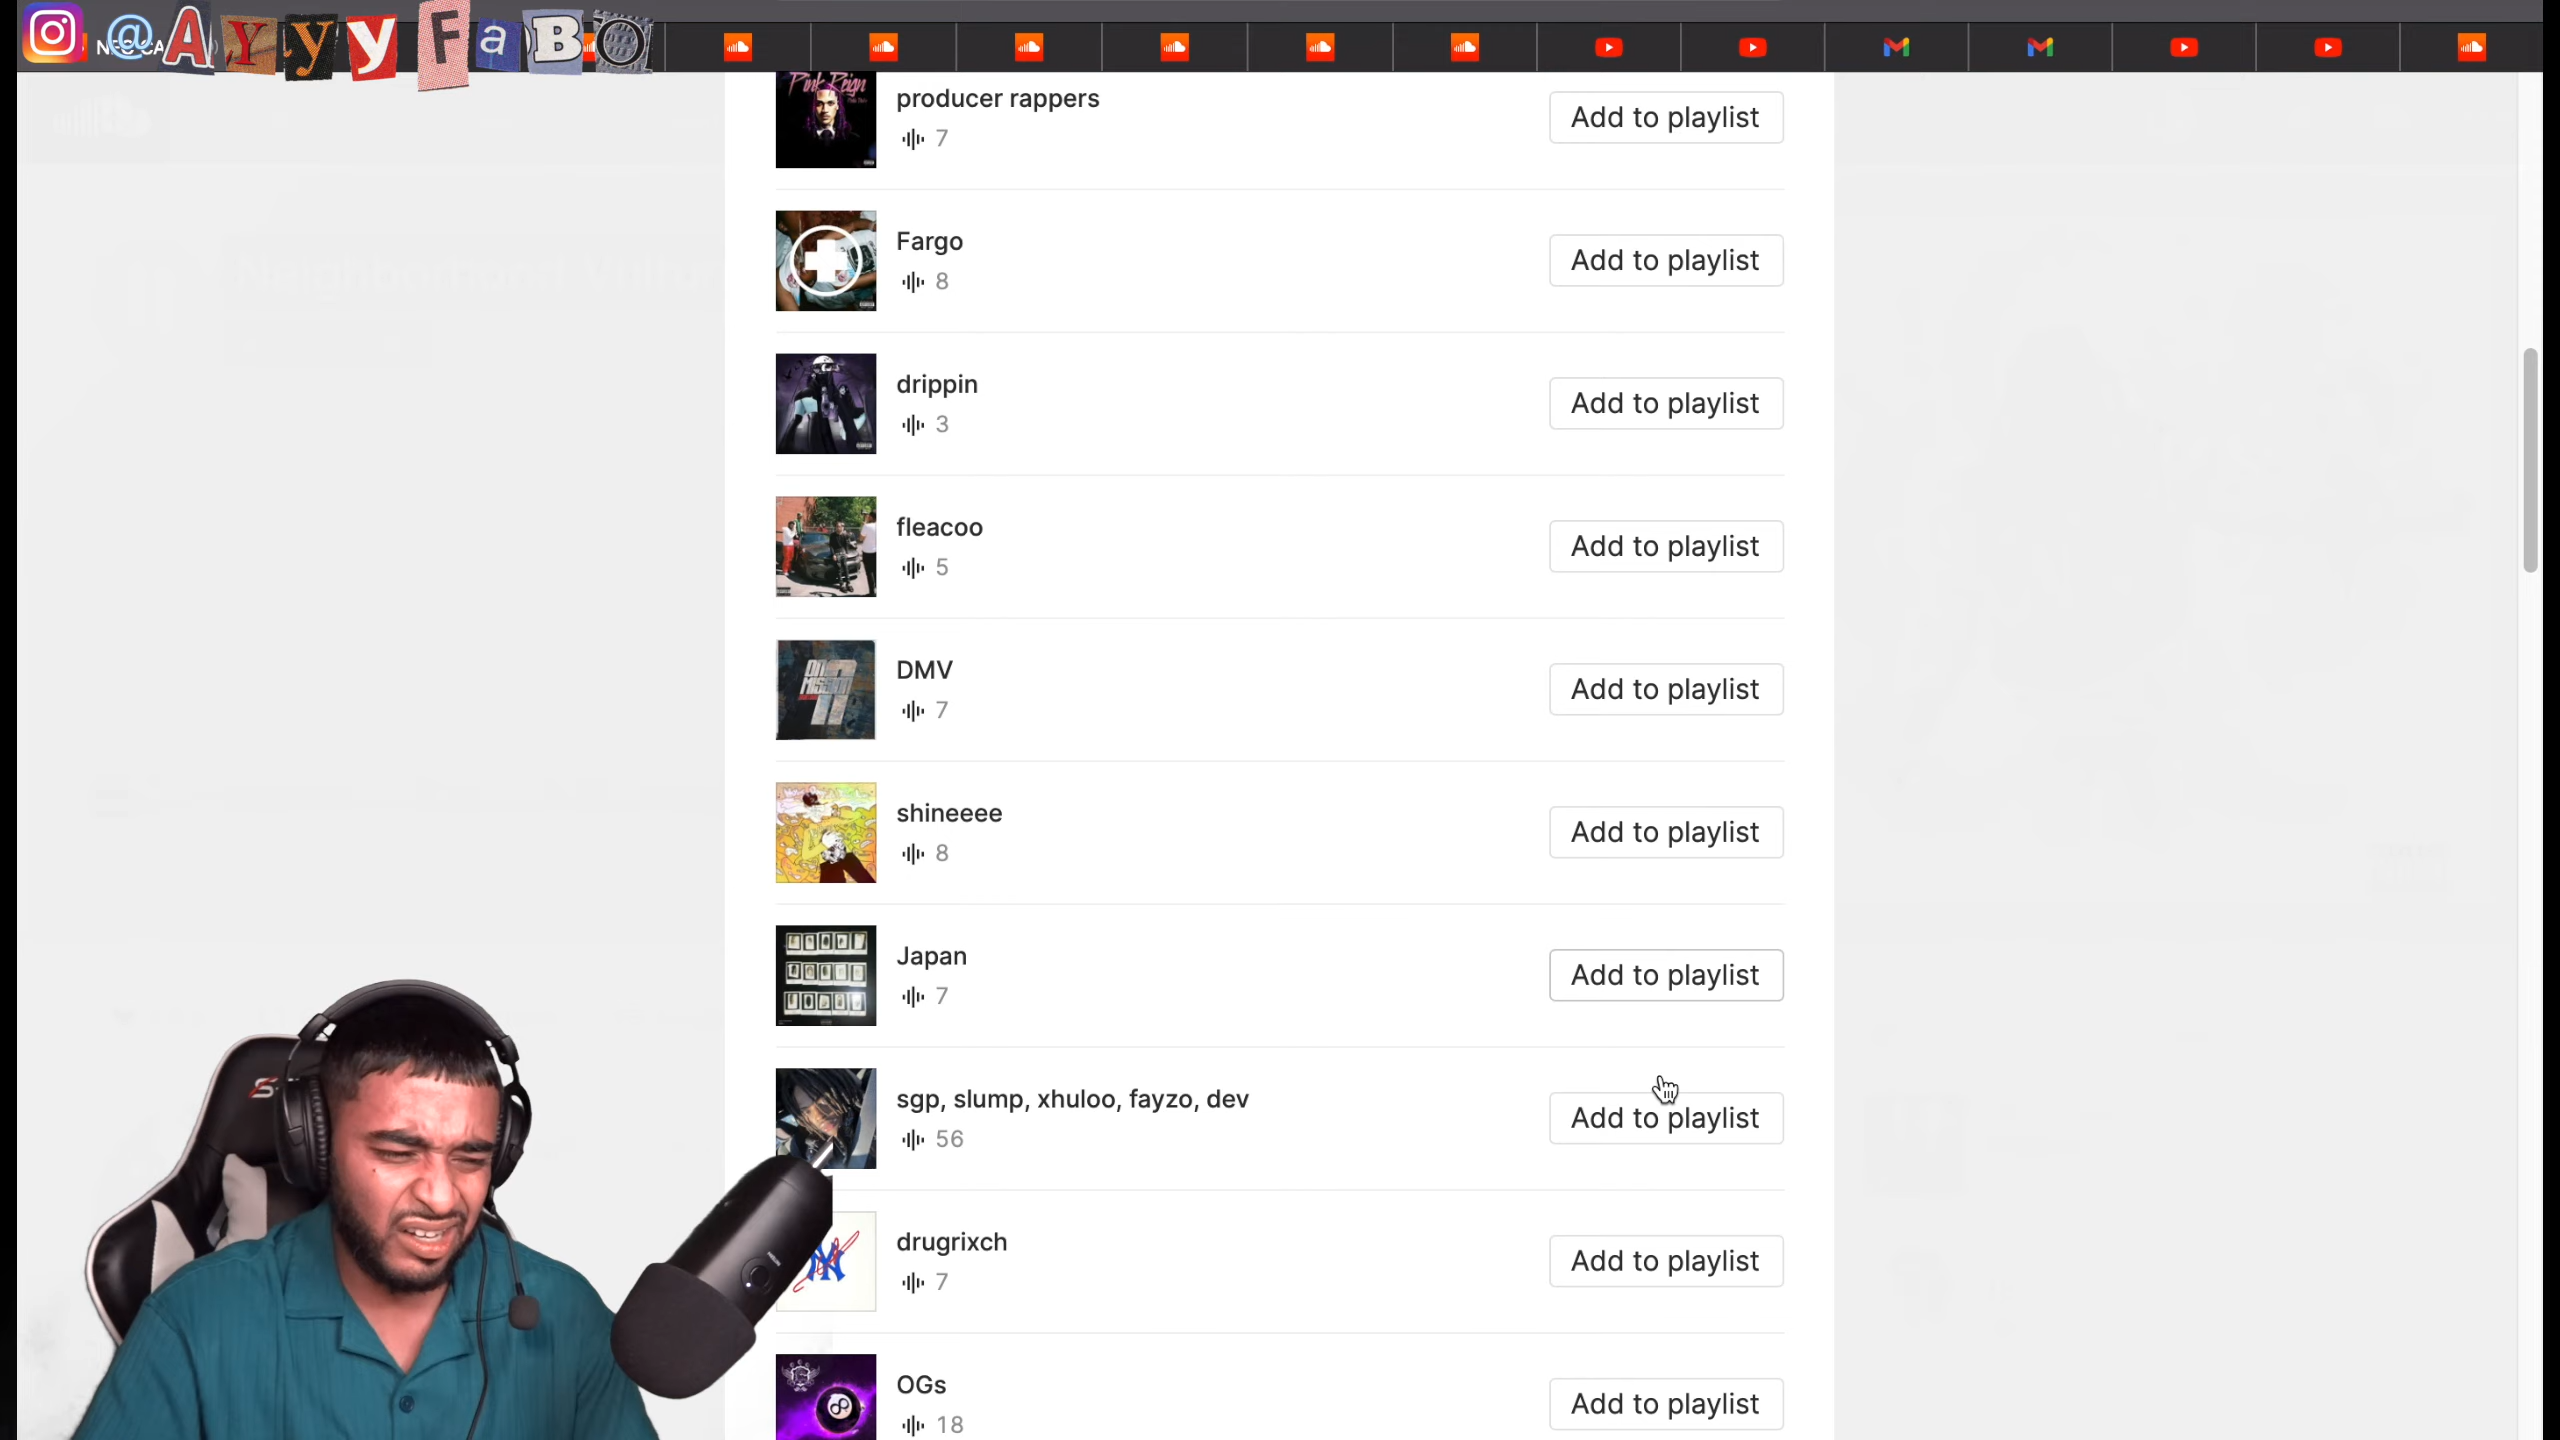 @AYyyFaBO
producer rappers
7
Add to playlist
Fargo
8
Add to playlist
drippin
3
Add to playlist
fleacoo
5
Add to playlist
DMV
7
Add to playlist
shineeee
8
Add to playlist
Japan
7
Add to playlist
sgp, slump, xhuloo, fayzo, dev
56
Add to playlist
drugrixch
7
Add to playlist
OGs
18
Add to playlist
Pink Reign